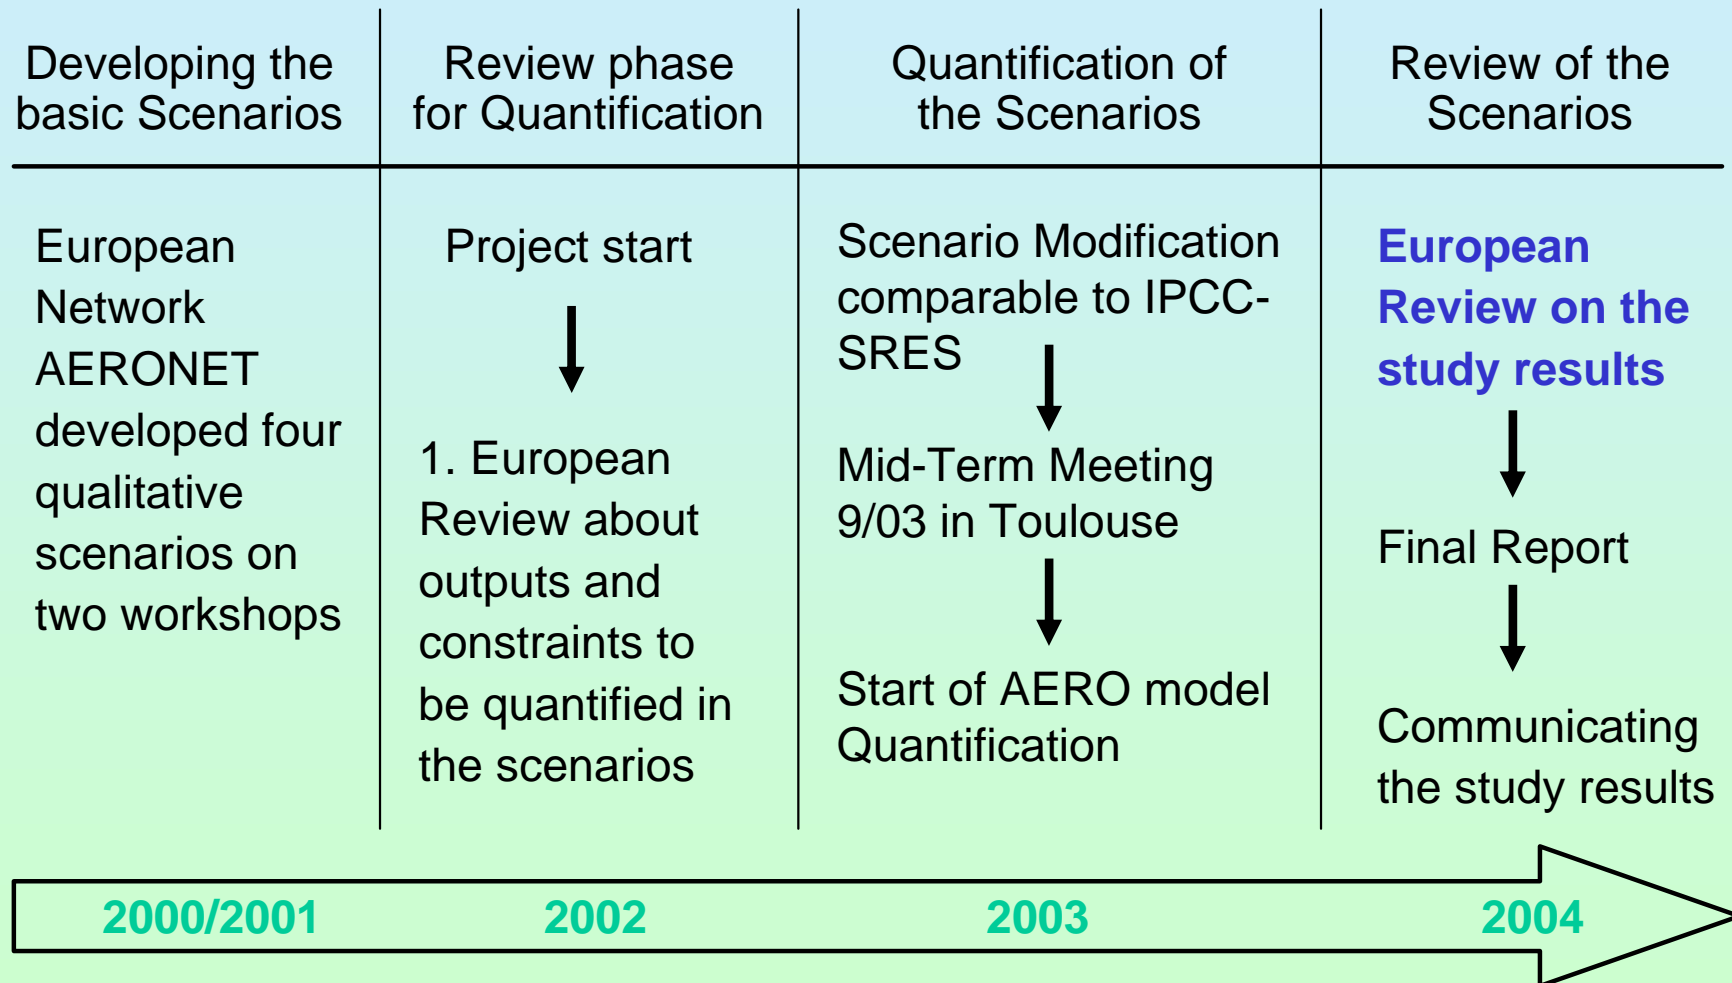 Developing the
basic Scenarios
European
Network
AERONET
developed four
qualitative
scenarios on
two workshops
Review phase
for Quantification
Project start
1. European
Review about
outputs and
constraints to
be quantified in
the scenarios
Quantification of
the Scenarios
Scenario Modification
comparable to IPCC-
SRES
Mid-Term Meeting
9/03 in Toulouse
Start of AERO model
Quantification
Review of the
Scenarios
European
Review on the
study results
Final Report
Communicating
the study results
2000/2001
2002
2003
2004